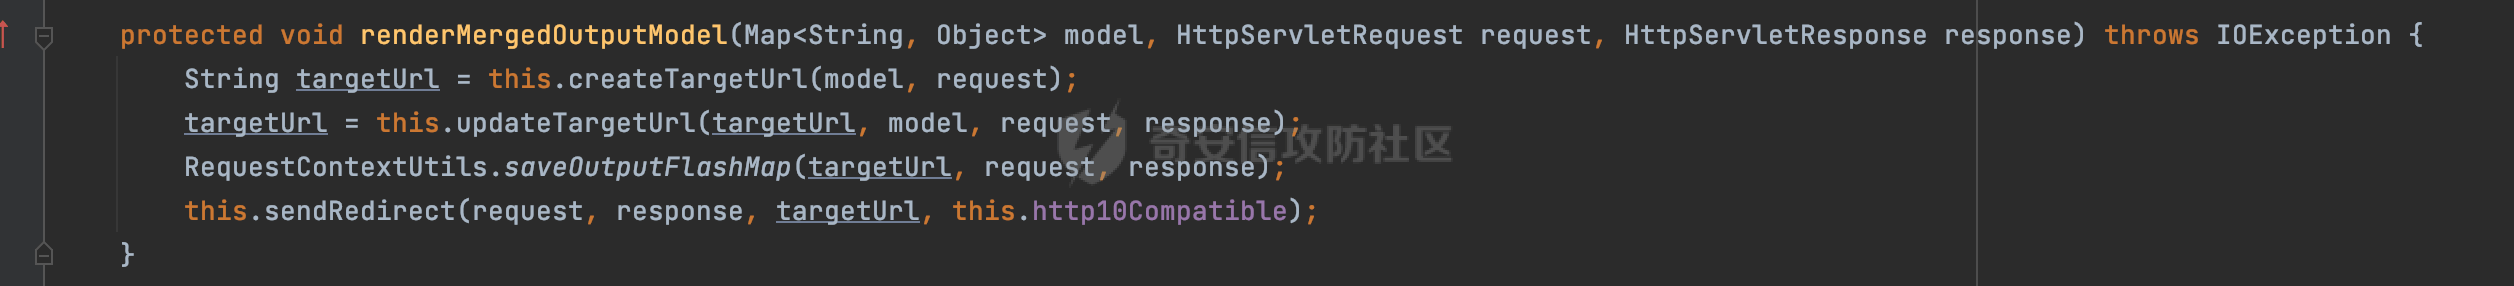 protected void renderMergedOutputModel(Map<String, Object> model, HttpServletRequest request, HttpServletResponse response) throws IOException {
String targetUrl = this.createTargetUrl(model, request);
targetUrl = this.updateTargetUrl(targetUrl, model, request, response);
奇安信攻防社区
RequestContextUtils.saveOutputFlashMap(targetUrl, request, response);
this.sendRedirect(request, response, targetUrl, this.http10Compatible);
}